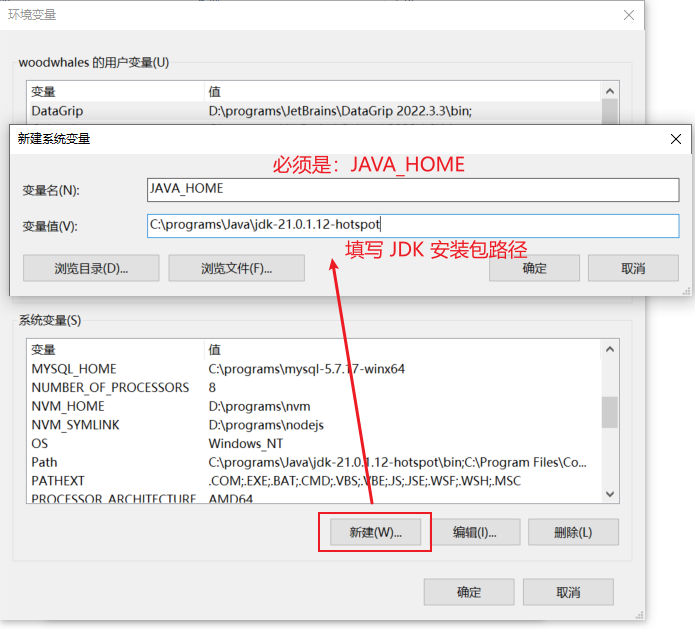 环境变量
woodwhales 的用户变量(U)
变量 值
DataGrip D:\programs\JetBrains\DataGrip 2022.3.3\bin;
新建系统变量
必须是：JAVA_HOME
变量名(N): JAVA_HOME
变量值(V): C:\programs\Java\jdk-21.0.1.12-hotspot
填写 JDK 安装包路径
浏览目录(D)... 浏览文件(F)... 确定 取消
系统变量(S)
变量 值
MYSQL_HOME C:\programs\mysql-5.7.17-winx64
NUMBER_OF_PROCESSORS 8
NVM_HOME D:\programs\nvm
NVM_SYMLINK D:\programs\nodejs
OS Windows_NT
Path C:\programs\Java\jdk-21.0.1.12-hotspot\bin;C:\Program Files\Co...
PATHEXT .COM;.EXE;.BAT;.CMD;.VBS;.VBE;.JS;.JSE;.WSF;.WSH;.MSC
PROCESSOR_ARCHITECTURE AMD64
新建(W)... 编辑(I)... 删除(L)
确定 取消